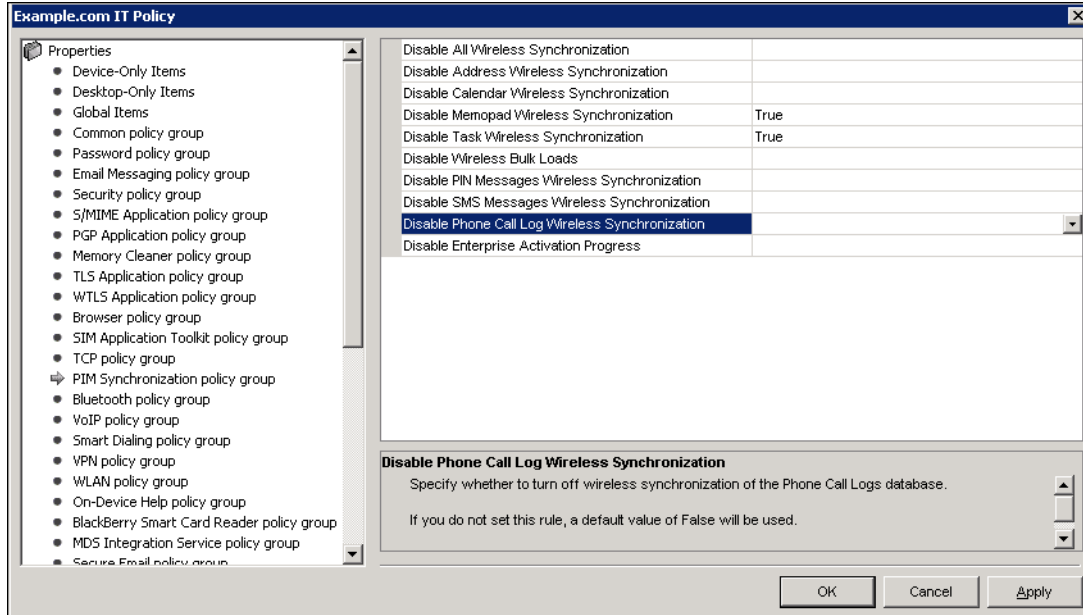 Example.com IT Policy
Properties
Device-Only Items
Desktop-Only Items
Global Items
Common policy group
Password policy group
Email Messaging policy group
Security policy group
S/MIME Application policy group
PGP Application policy group
Memory Cleaner policy group
TLS Application policy group
WTLS Application policy group
Browser policy group
SIM Application Toolkit policy group
TCP policy group
PIM Synchronization policy group
Bluetooth policy group
VoIP policy group
Smart Dialing policy group
VPN policy group
WLAN policy group
On-Device Help policy group
BlackBerry Smart Card Reader policy group
MDS Integration Service policy group
Secure Email policy group
Disable All Wireless Synchronization
Disable Address Wireless Synchronization
Disable Calendar Wireless Synchronization
Disable Memopad Wireless Synchronization True
Disable Task Wireless Synchronization True
Disable Wireless Bulk Loads
Disable PIN Messages Wireless Synchronization
Disable SMS Messages Wireless Synchronization
Disable Phone Call Log Wireless Synchronization
Disable Enterprise Activation Progress
Disable Phone Call Log Wireless Synchronization
Specify whether to turn off wireless synchronization of the Phone Call Logs database.
If you do not set this rule, a default value of False will be used.
OK Cancel Apply